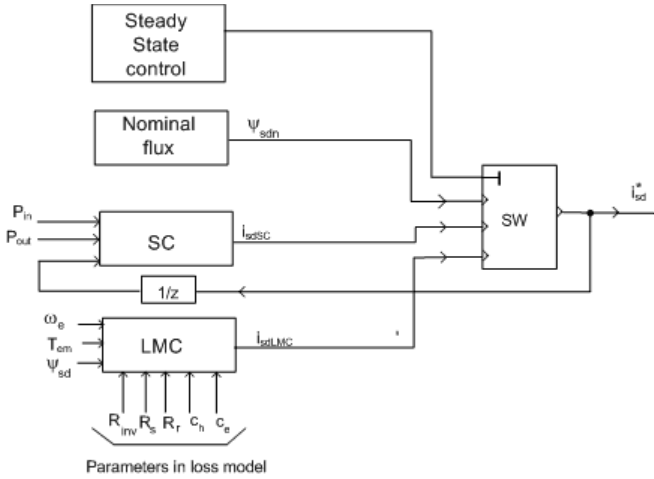 Steady
State
control
Nominal
flux
Ψsdn
i*sd
SW
Pin
Pout
SC
isdSC
1/z
ωe
Tem
Ψsd
LMC
isdLMC
Rinv Rs Rr ch ce
Parameters in loss model